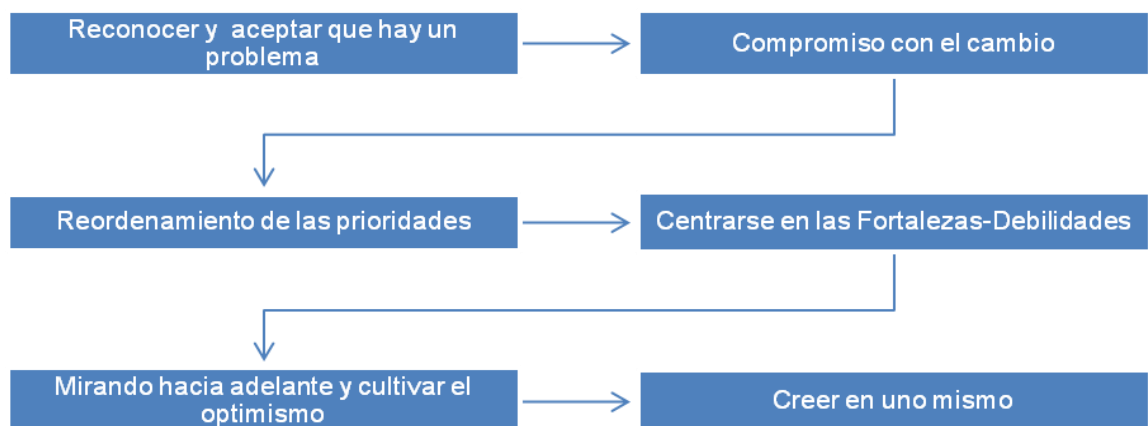 Reconocer y aceptar que hay un
problema
Compromiso con el cambio
Reordenamiento de las prioridades
Centrarse en las Fortalezas-Debilidades
Mirando hacia adelante y cultivar el
optimismo
Creer en uno mismo